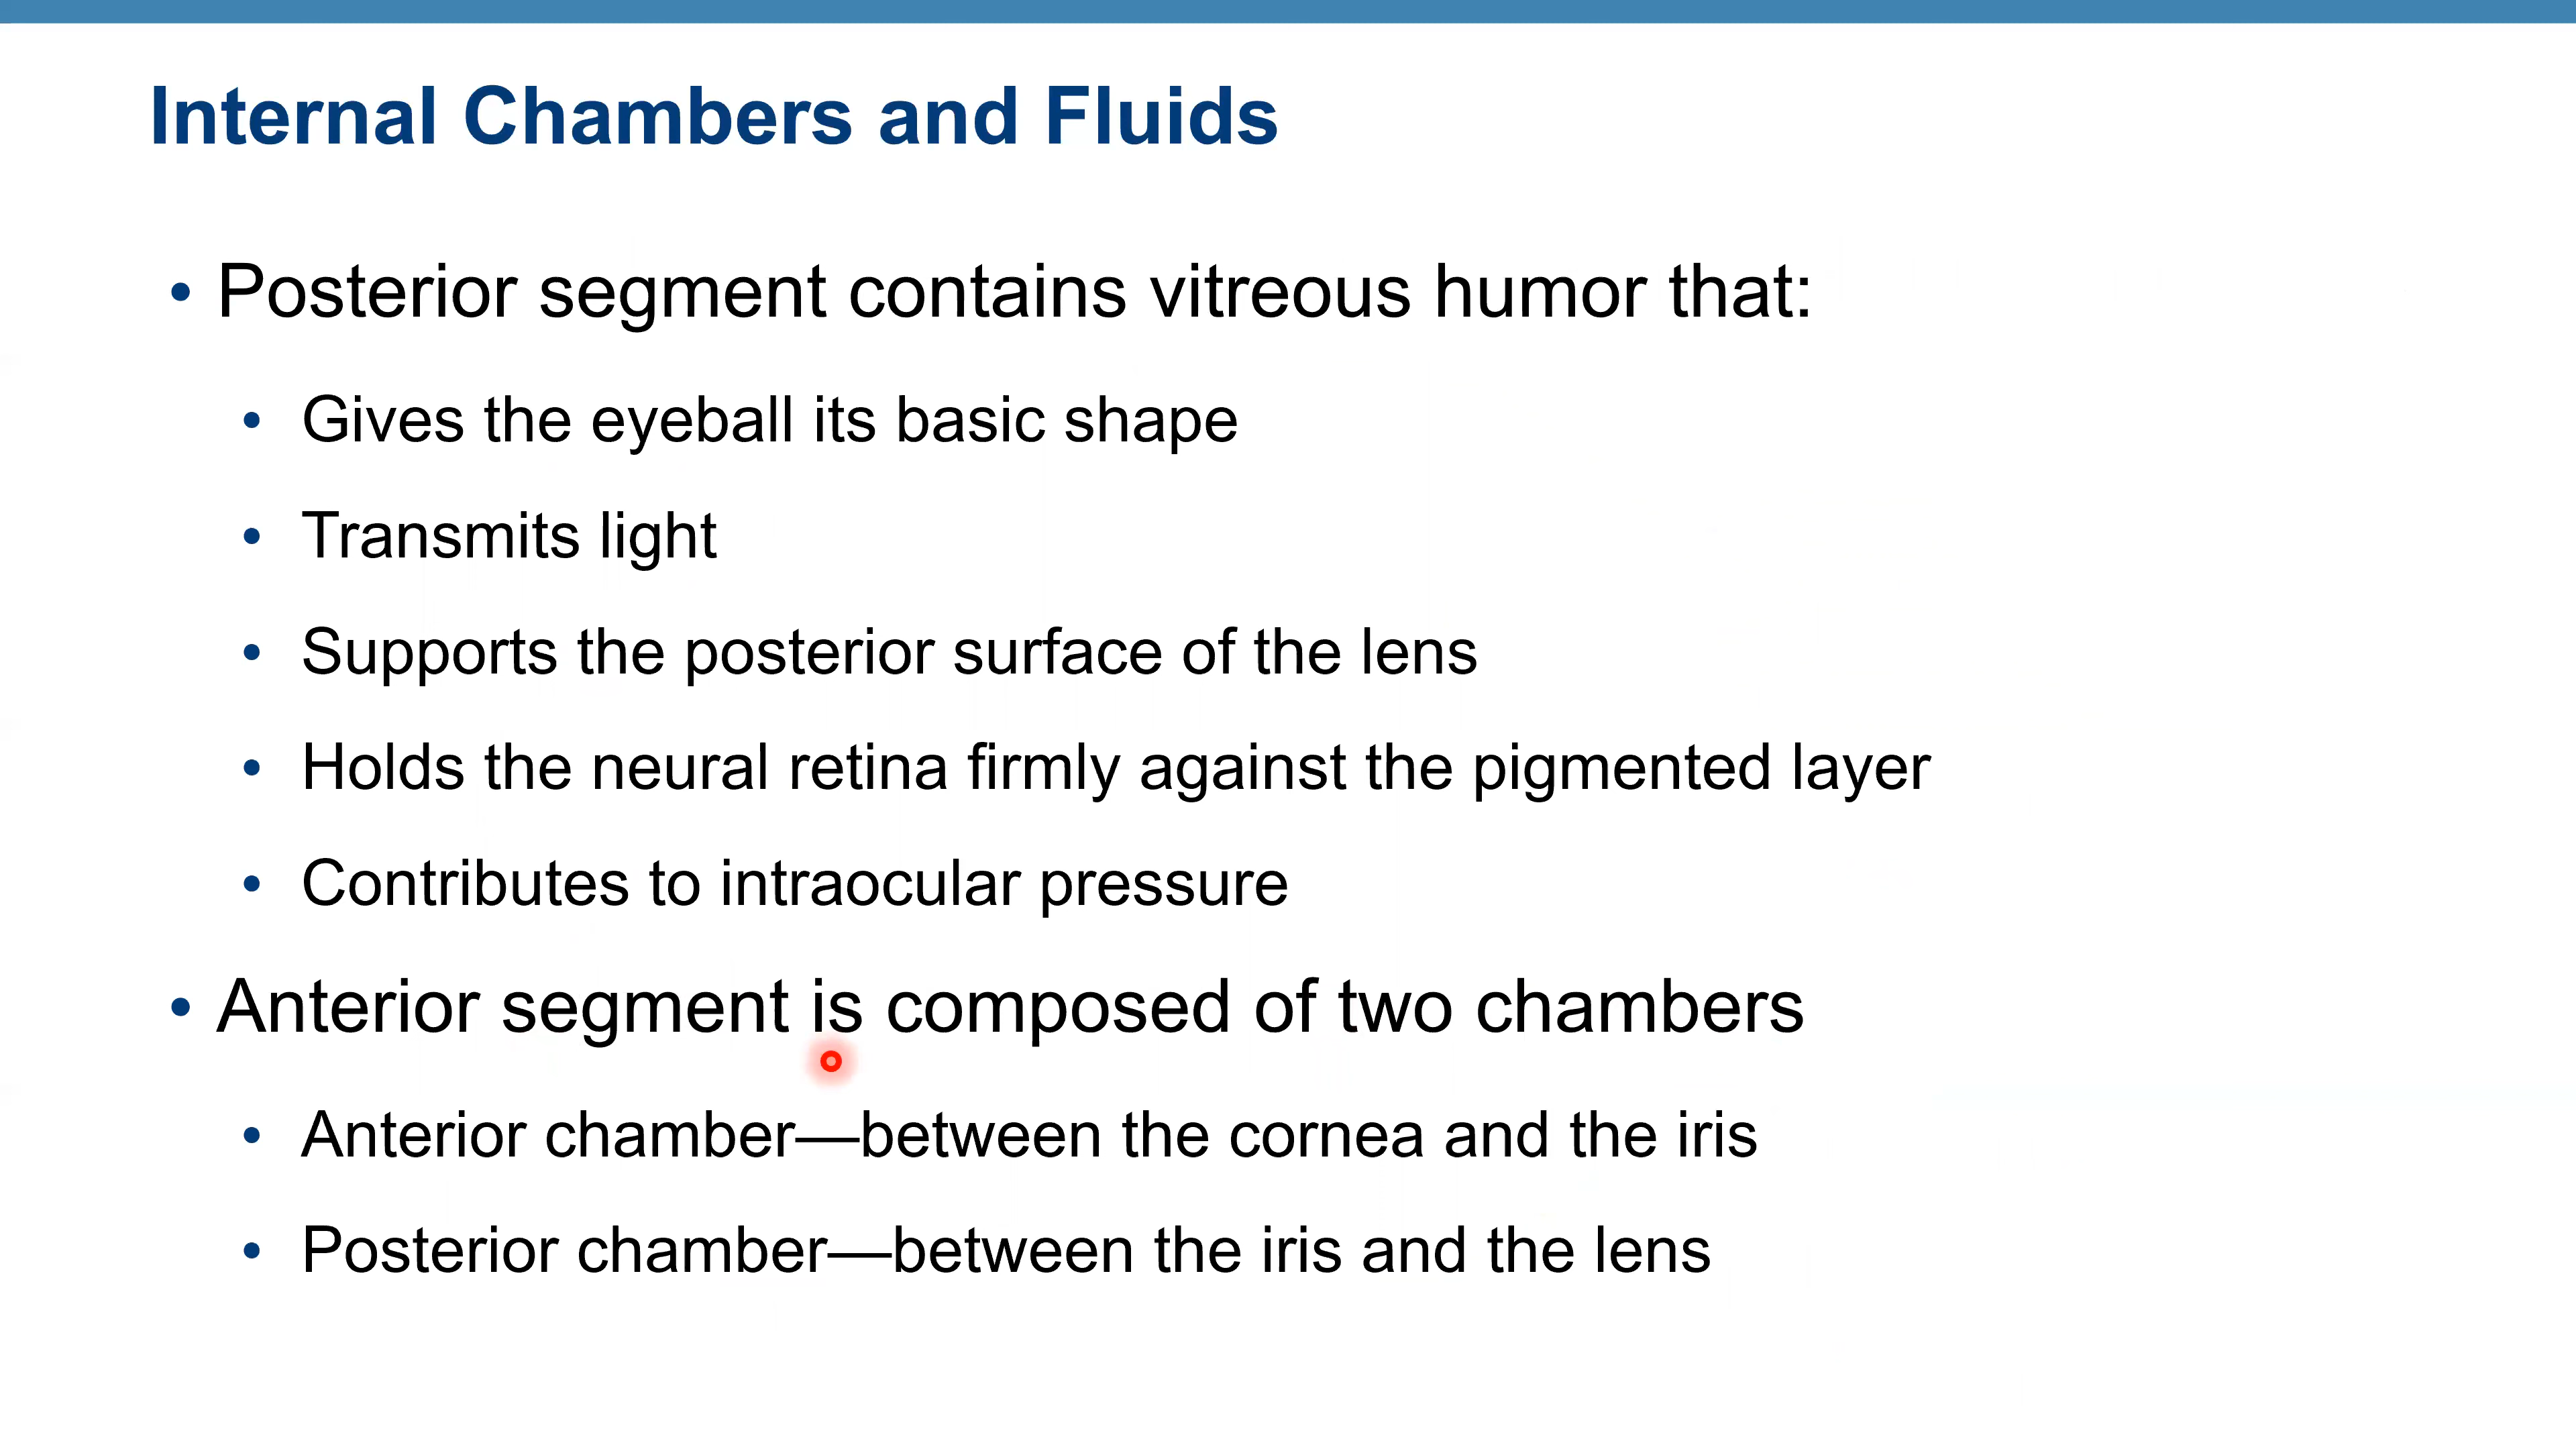 Internal Chambers and Fluids
• Posterior segment contains vitreous humor that:
• Gives the eyeball its basic shape
• Transmits light
• Supports the posterior surface of the lens
• Holds the neural retina firmly against the pigmented layer
• Contributes to intraocular pressure
• Anterior segment is composed of two chambers
• Anterior chamber—between the cornea and the iris
• Posterior chamber—between the iris and the lens